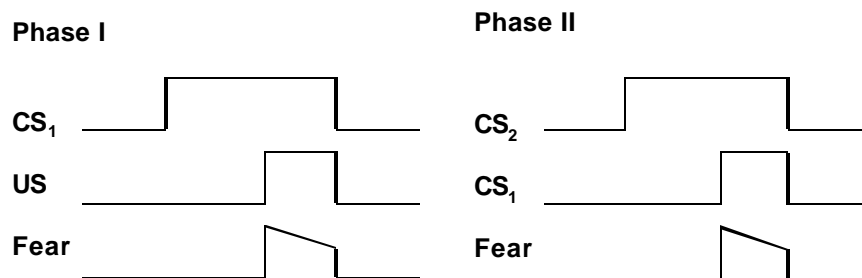 Phase I
CS₁
US
Fear
Phase II
CS₂
CS₁
Fear